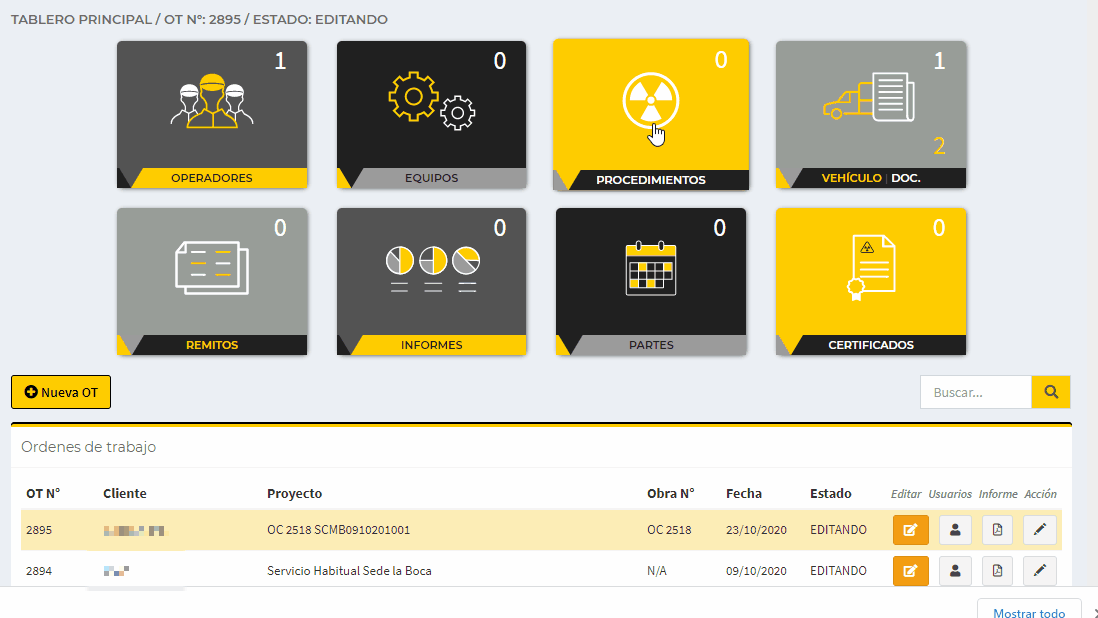 TABLERO PRINCIPAL / OT N°: 2895 / ESTADO: EDITANDO
1
OPERADORES
0
EQUIPOS
0
PROCEDIMIENTOS
1
2
VEHÍCULO | DOC.
0
REMITOS
0
INFORMES
0
PARTES
0
CERTIFICADOS
Nueva OT
Buscar...
Ordenes de trabajo
OT N° Cliente Proyecto Obra N° Fecha Estado Editar Usuarios Informe Acción
2895 OC 2518 SCMB0910201001 OC 2518 23/10/2020 EDITANDO
2894 Servicio Habitual Sede la Boca N/A 09/10/2020 EDITANDO
Mostrar todo